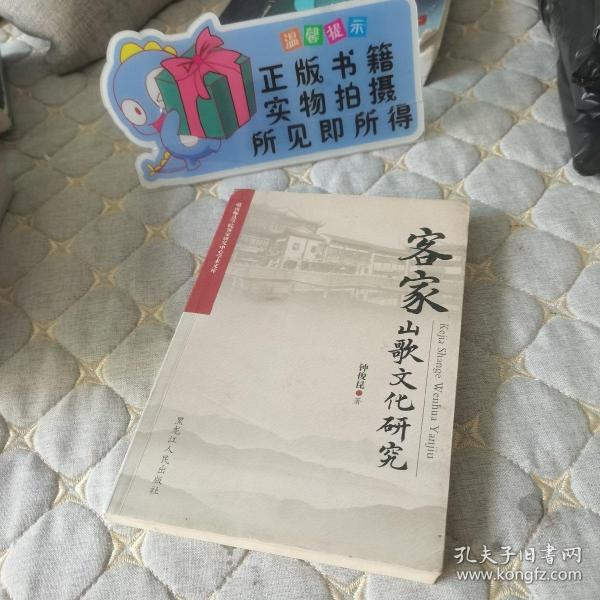 温馨提示
正版书籍
实物拍摄
所见即所得
客家
山歌文化研究
Kejia Shange Wenhua Yanjiu
钟俊昆 著
黑龙江人民出版社
孔夫子旧书网
www.kongfz.com